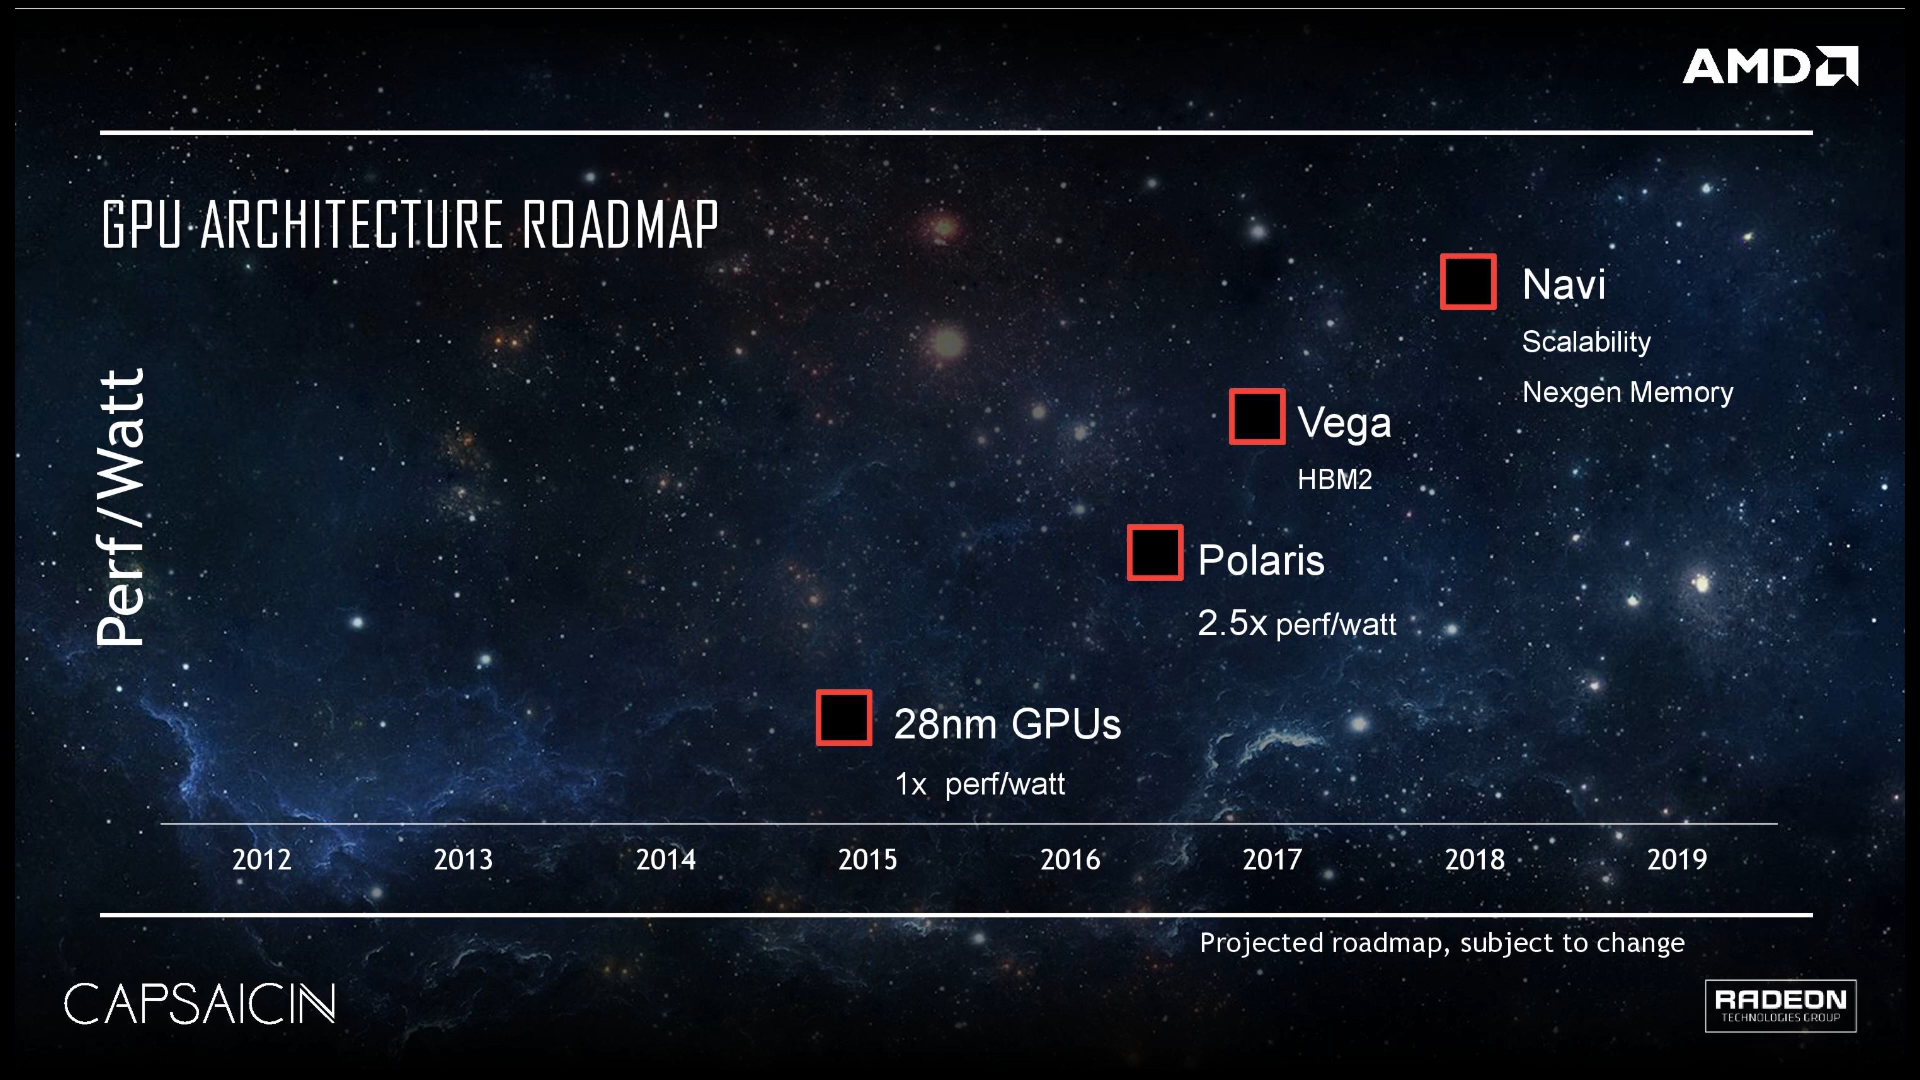 AMD
GPU ARCHITECTURE ROADMAP
Perf/Watt
Navi
Scalability
Nexgen Memory
Vega
HBM2
Polaris
2.5x perf/watt
28nm GPUs
1x perf/watt
2012 2013 2014 2015 2016 2017 2018 2019
Projected roadmap, subject to change
CAPSAICIN
RADEON
TECHNOLOGIES GROUP